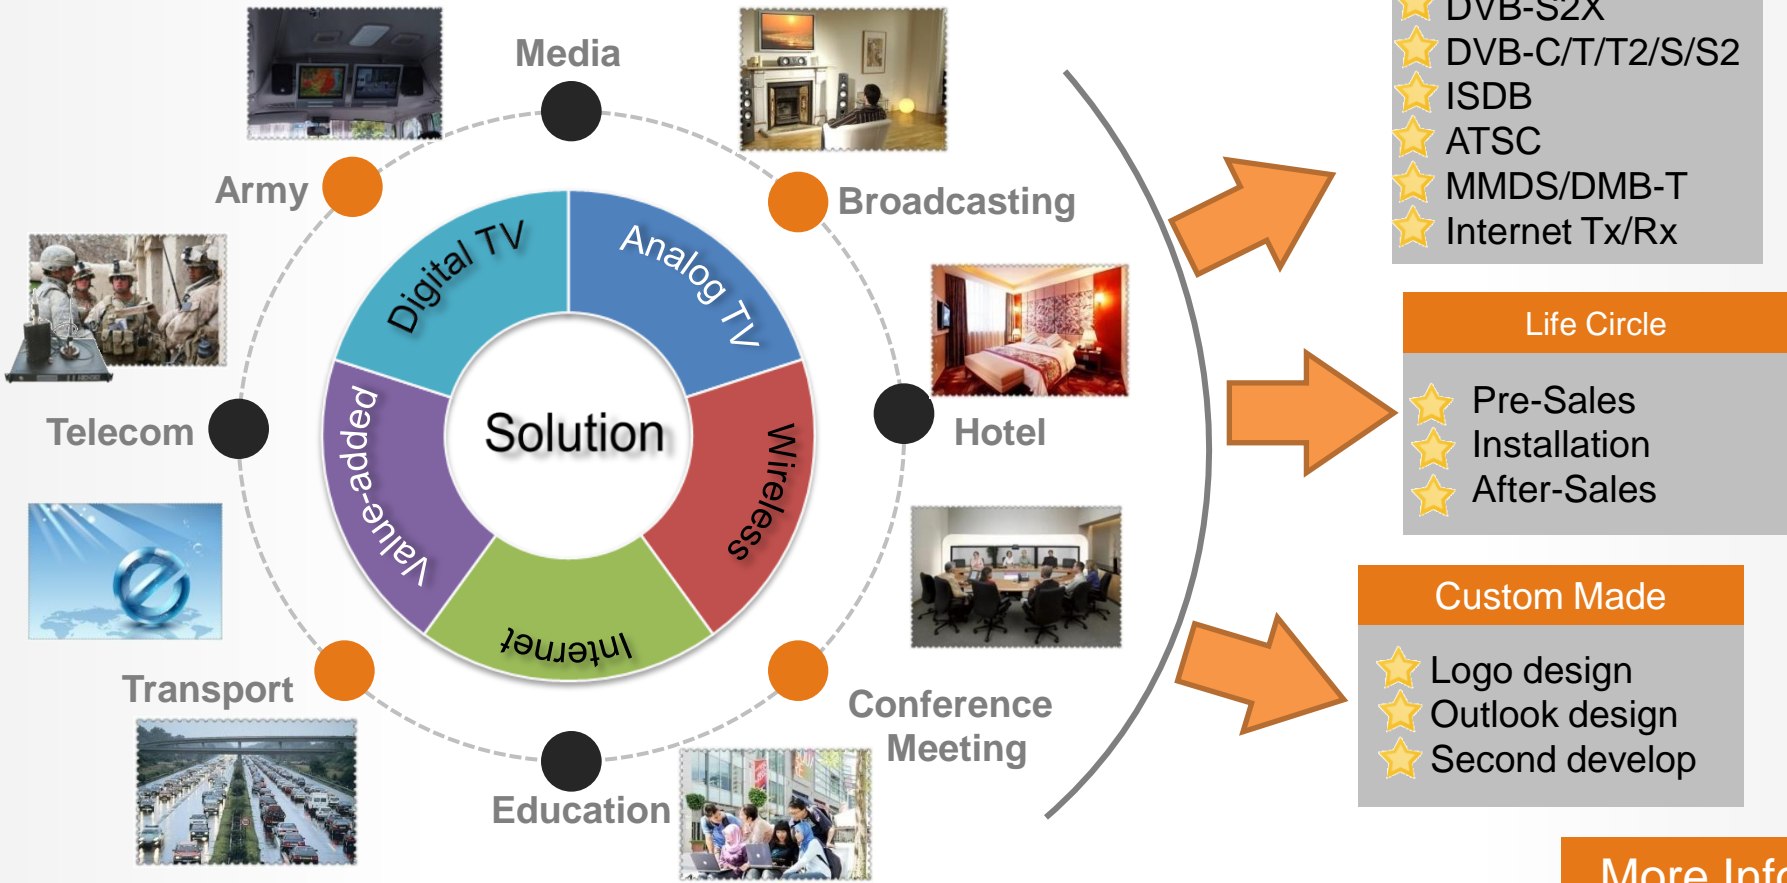 Media
Army
Broadcasting
Telecom
Hotel
Transport
Conference
Meeting
Education
Digital TV
Analog TV
Value-added
Wireless
Internet
Solution
DVB-S2X
DVB-C/T/T2/S/S2
ISDB
ATSC
MMDS/DMB-T
Internet Tx/Rx
Life Circle
Pre-Sales
Installation
After-Sales
Custom Made
Logo design
Outlook design
Second develop
More Info